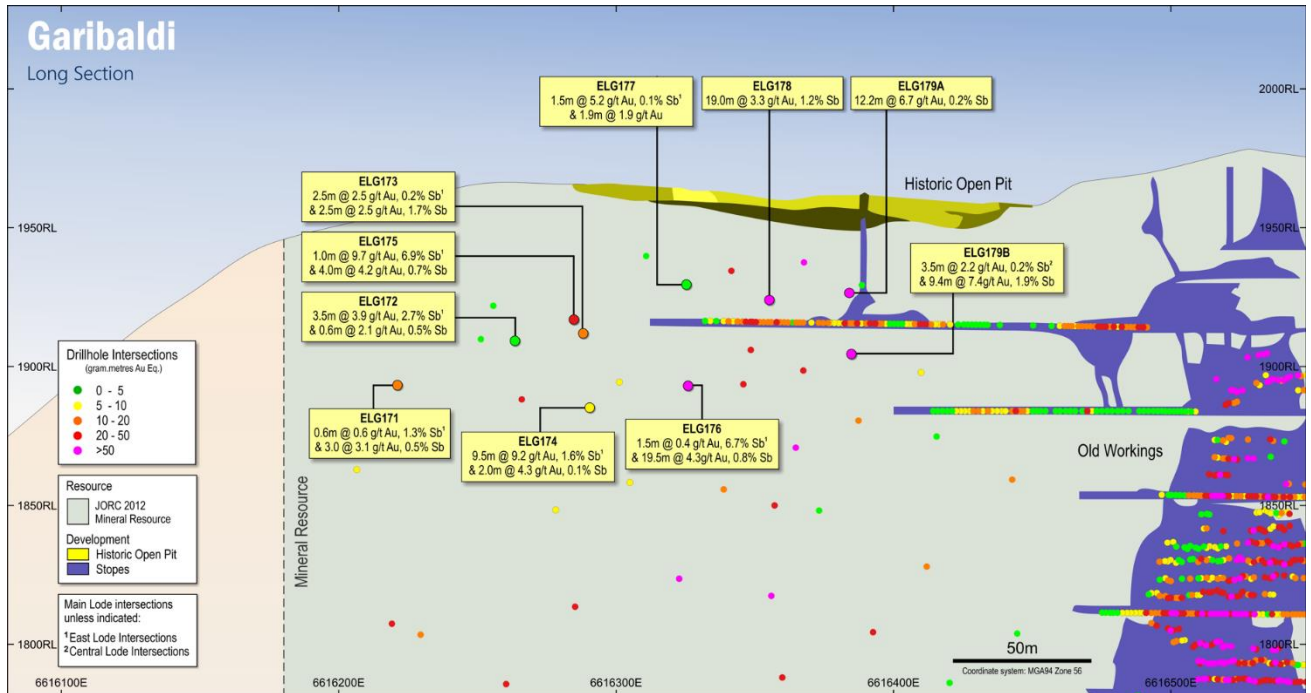 Garibaldi
Long Section
ELG177
1.5m @ 5.2 g/t Au, 0.1% Sb¹
& 1.9m @ 1.9 g/t Au
ELG178
19.0m @ 3.3 g/t Au, 1.2% Sb
ELG179A
12.2m @ 6.7 g/t Au, 0.2% Sb
2000RL
2000RL
ELG173
2.5m @ 2.5 g/t Au, 0.2% Sb¹
& 2.5m @ 2.5 g/t Au, 1.7% Sb
Historic Open Pit
1950RL
1950RL
ELG175
1.0m @ 9.7 g/t Au, 6.9% Sb¹
& 4.0m @ 4.2 g/t Au, 0.7% Sb
ELG179B
3.5m @ 2.2 g/t Au, 0.2% Sb²
& 9.4m @ 7.4g/t Au, 1.9% Sb
ELG172
3.5m @ 3.9 g/t Au, 2.7% Sb¹
& 0.6m @ 2.1 g/t Au, 0.5% Sb
1900RL
1900RL
Drillhole Intersections
(gram.metres Au Eq.)
0 - 5
5 - 10
10 - 20
20 - 50
>50
ELG171
0.6m @ 0.6 g/t Au, 1.3% Sb¹
& 3.0 @ 3.1 g/t Au, 0.5% Sb
ELG174
9.5m @ 9.2 g/t Au, 1.6% Sb¹
& 2.0m @ 4.3 g/t Au, 0.1% Sb
ELG176
1.5m @ 0.4 g/t Au, 6.7% Sb¹
& 19.5m @ 4.3g/t Au, 0.8% Sb
Old Workings
Resource
JORC 2012
Mineral Resource
Development
Historic Open Pit
Stopes
1850RL
1850RL
Mineral Resource
Main Lode intersections
unless indicated:
¹East Lode Intersections
²Central Lode Intersections
1800RL
1800RL
50m
Coordinate system: MGA94 Zone 56
6616100E
6616200E
6616300E
6616400E
6616500E